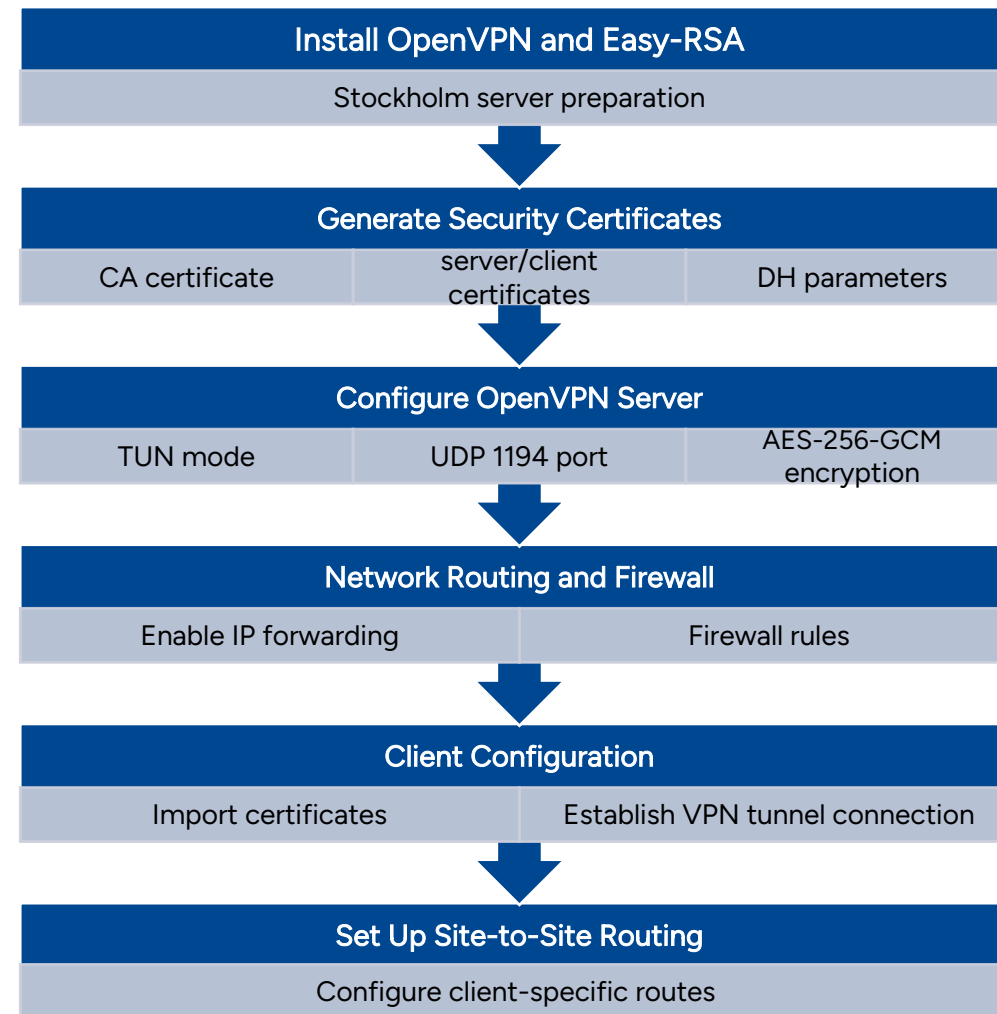 Install OpenVPN and Easy-RSA
Stockholm server preparation
Generate Security Certificates
CA certificate
server/client
certificates
DH parameters
Configure OpenVPN Server
TUN mode
UDP 1194 port
AES-256-GCM
encryption
Network Routing and Firewall
Enable IP forwarding
Firewall rules
Client Configuration
Import certificates
Establish VPN tunnel connection
Set Up Site-to-Site Routing
Configure client-specific routes